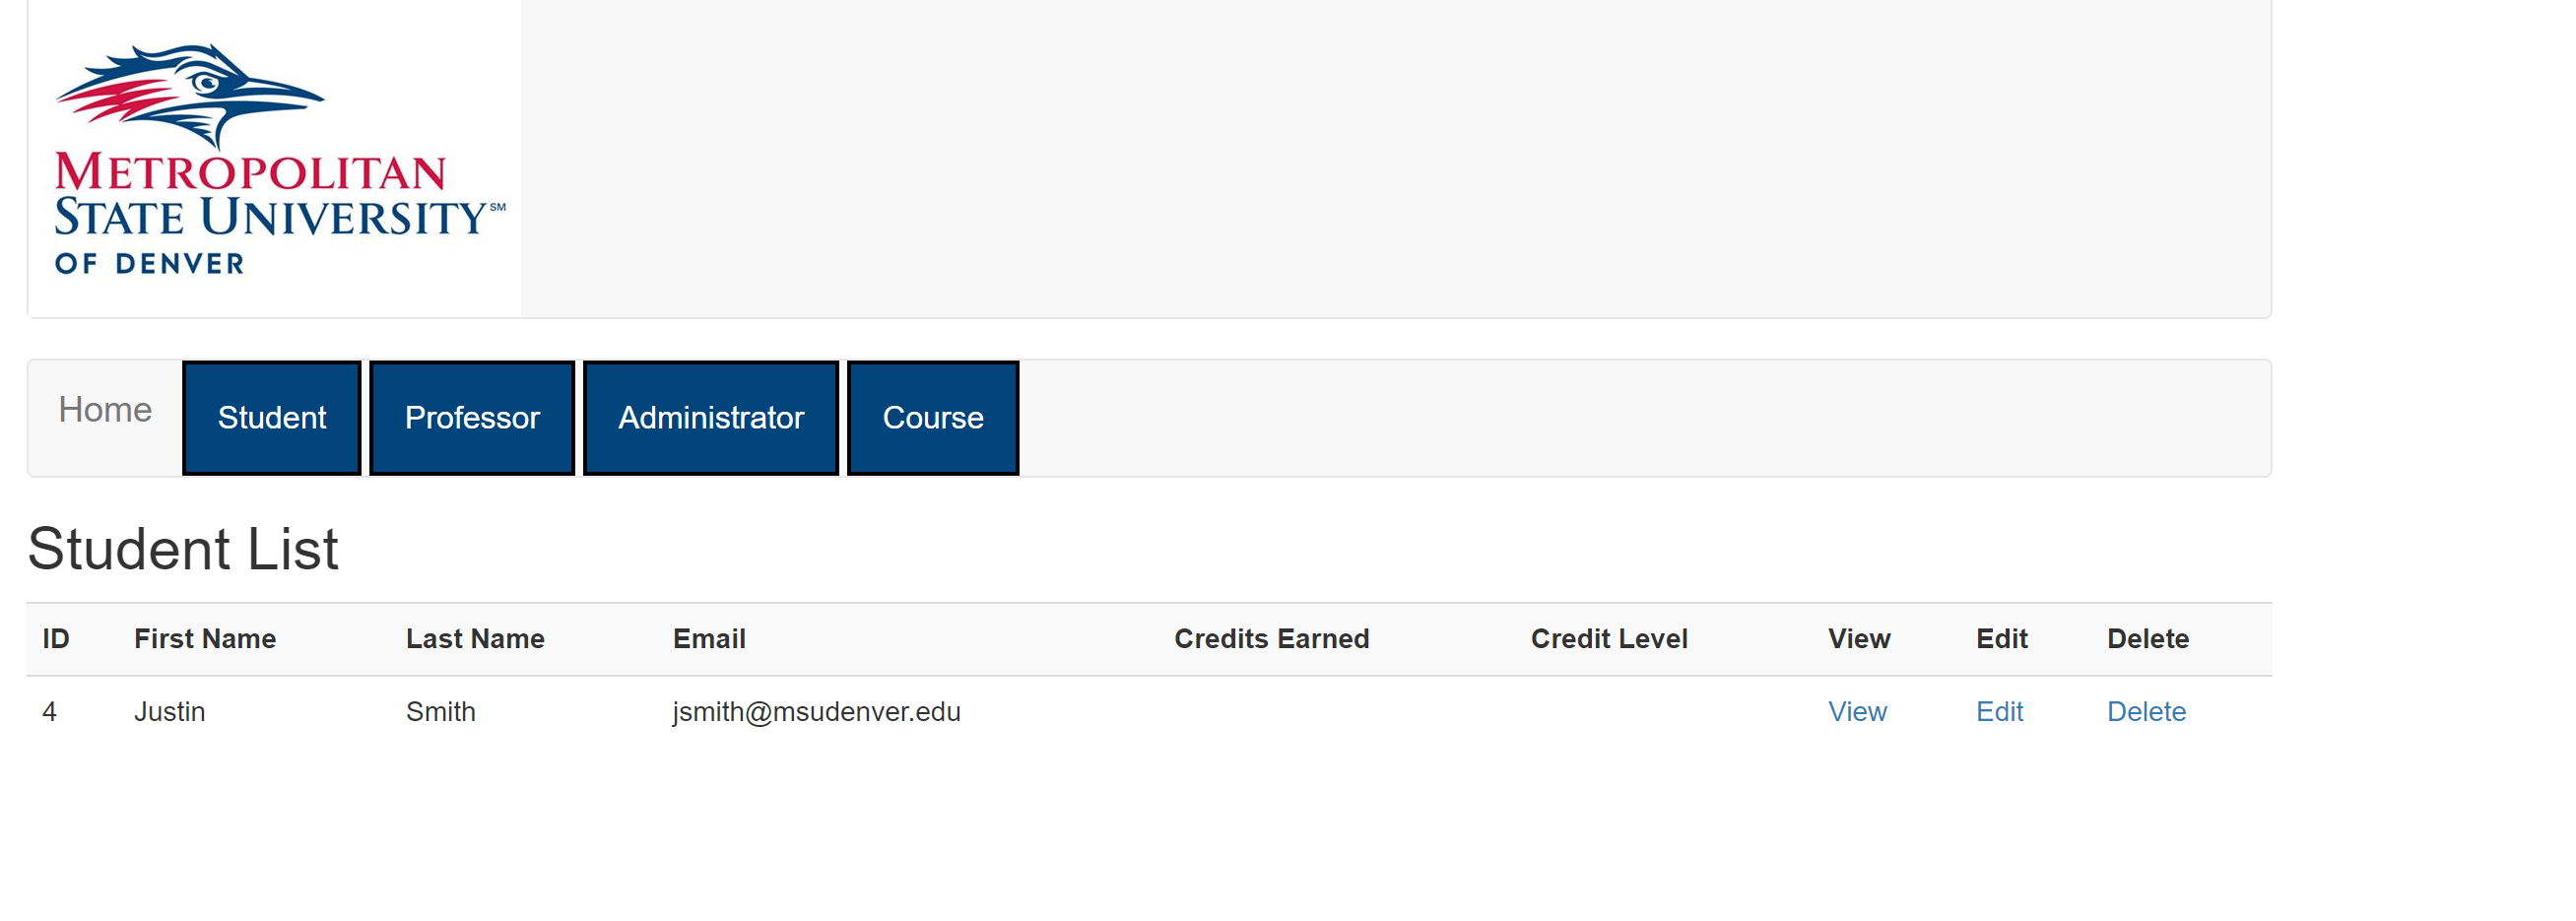 METROPOLITAN
STATE UNIVERSITY℠
OF DENVER
Home Student Professor Administrator Course
Student List
ID First Name Last Name Email Credits Earned Credit Level View Edit Delete
4 Justin Smith jsmith@msudenver.edu View Edit Delete